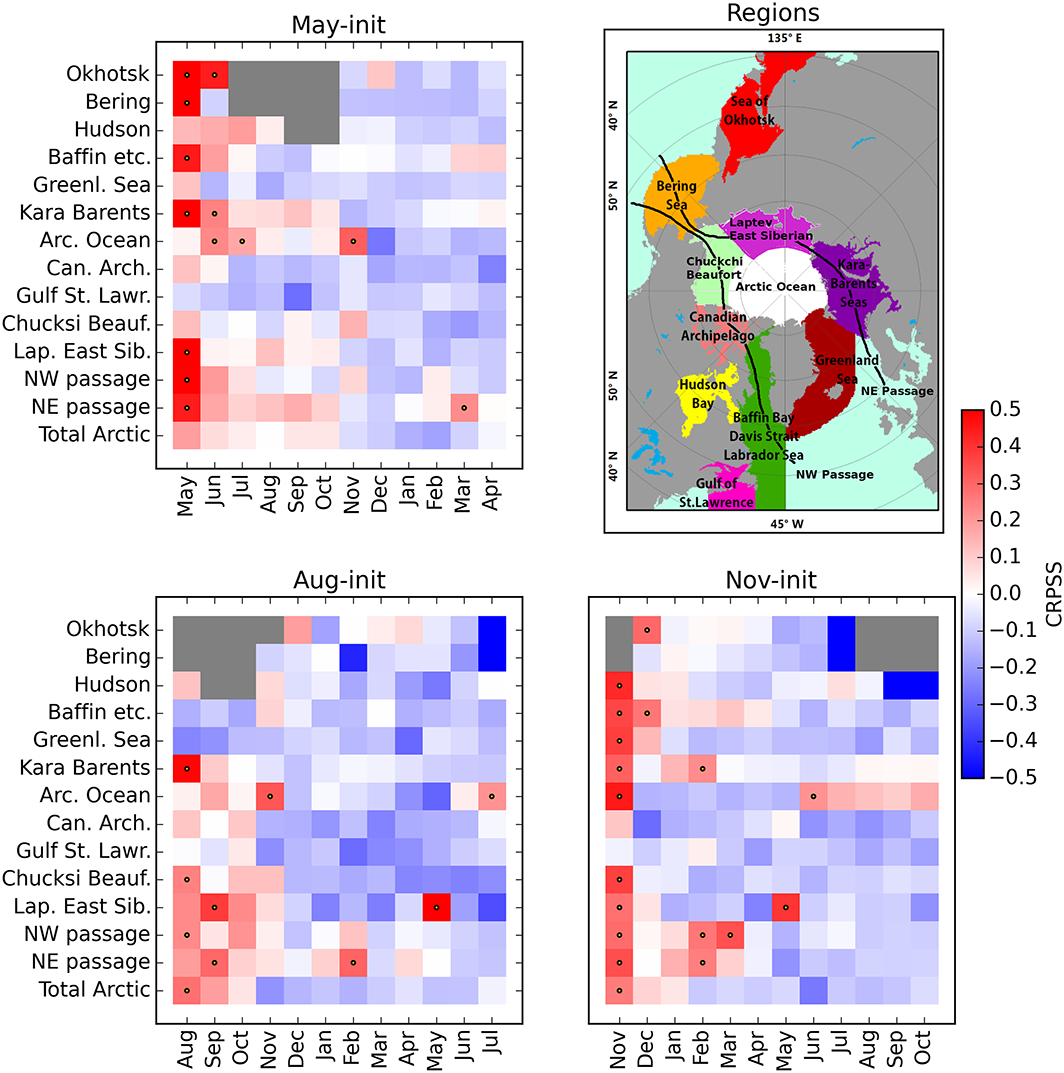 May-init
Okhotsk
Bering
Hudson
Baffin etc.
Greenl. Sea
Kara Barents
Arc. Ocean
Can. Arch.
Gulf St. Lawr.
Chucksi Beauf.
Lap. East Sib.
NW passage
NE passage
Total Arctic
May Jun Jul Aug Sep Oct Nov Dec Jan Feb Mar Apr
Regions
135° E
40° N
50° N
50° N
40° N
45° W
Sea of
Okhotsk
Bering
Sea
Laptev
East Siberian
Chuckchi
Beaufort
Kara-
Barents
Seas
Arctic Ocean
Canadian
Archipelago
Greenland
Sea
NE Passage
Hudson
Bay
Baffin Bay
Davis Strait
Labrador Sea
NW Passage
Gulf of
St.Lawrence
0.5
0.4
0.3
0.2
0.1
0.0
−0.1
−0.2
−0.3
−0.4
−0.5
CRPSS
Aug-init
Okhotsk
Bering
Hudson
Baffin etc.
Greenl. Sea
Kara Barents
Arc. Ocean
Can. Arch.
Gulf St. Lawr.
Chucksi Beauf.
Lap. East Sib.
NW passage
NE passage
Total Arctic
Aug Sep Oct Nov Dec Jan Feb Mar Apr May Jun Jul
Nov-init
Nov Dec Jan Feb Mar Apr May Jun Jul Aug Sep Oct